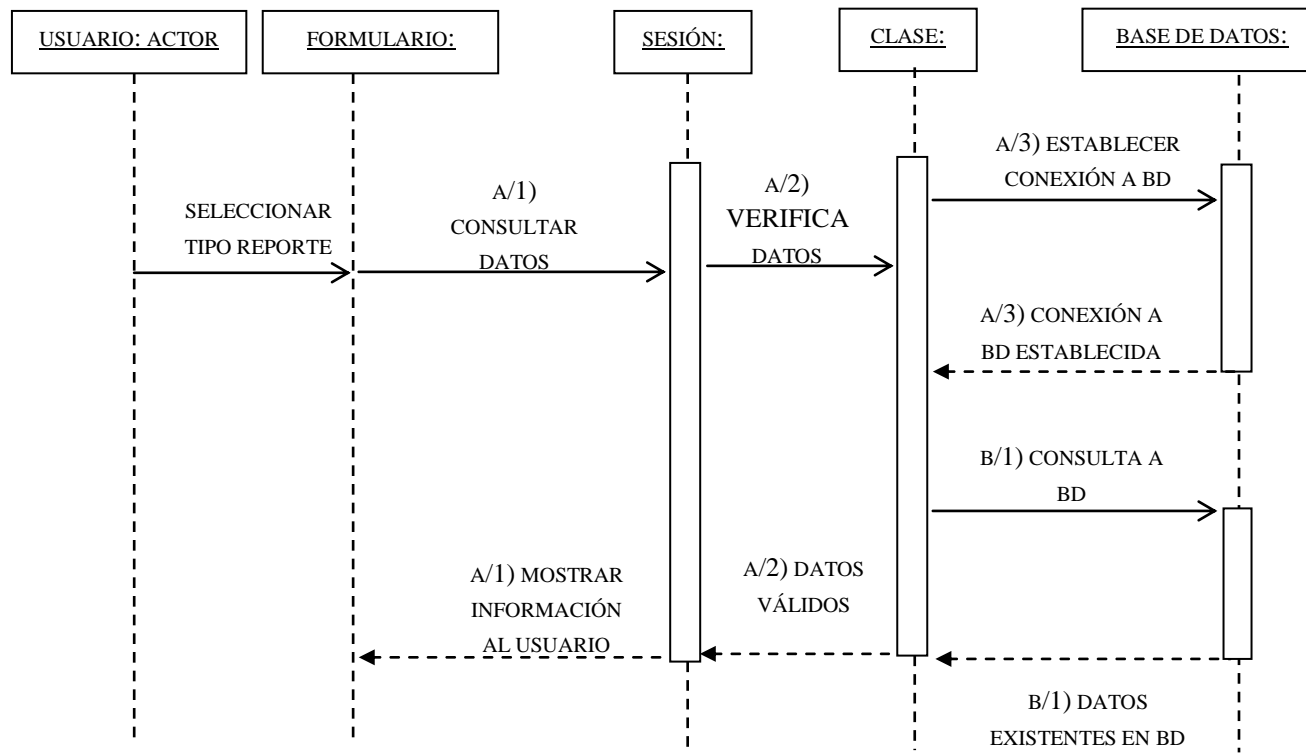 USUARIO: ACTOR
FORMULARIO:
SESIÓN:
CLASE:
BASE DE DATOS:
SELECCIONAR
TIPO REPORTE
A/1)
CONSULTAR
DATOS
A/2)
VERIFICA
DATOS
A/3) ESTABLECER
CONEXIÓN A BD
A/3) CONEXIÓN A
BD ESTABLECIDA
B/1) CONSULTA A
BD
A/1) MOSTRAR
INFORMACIÓN
AL USUARIO
A/2) DATOS
VÁLIDOS
B/1) DATOS
EXISTENTES EN BD